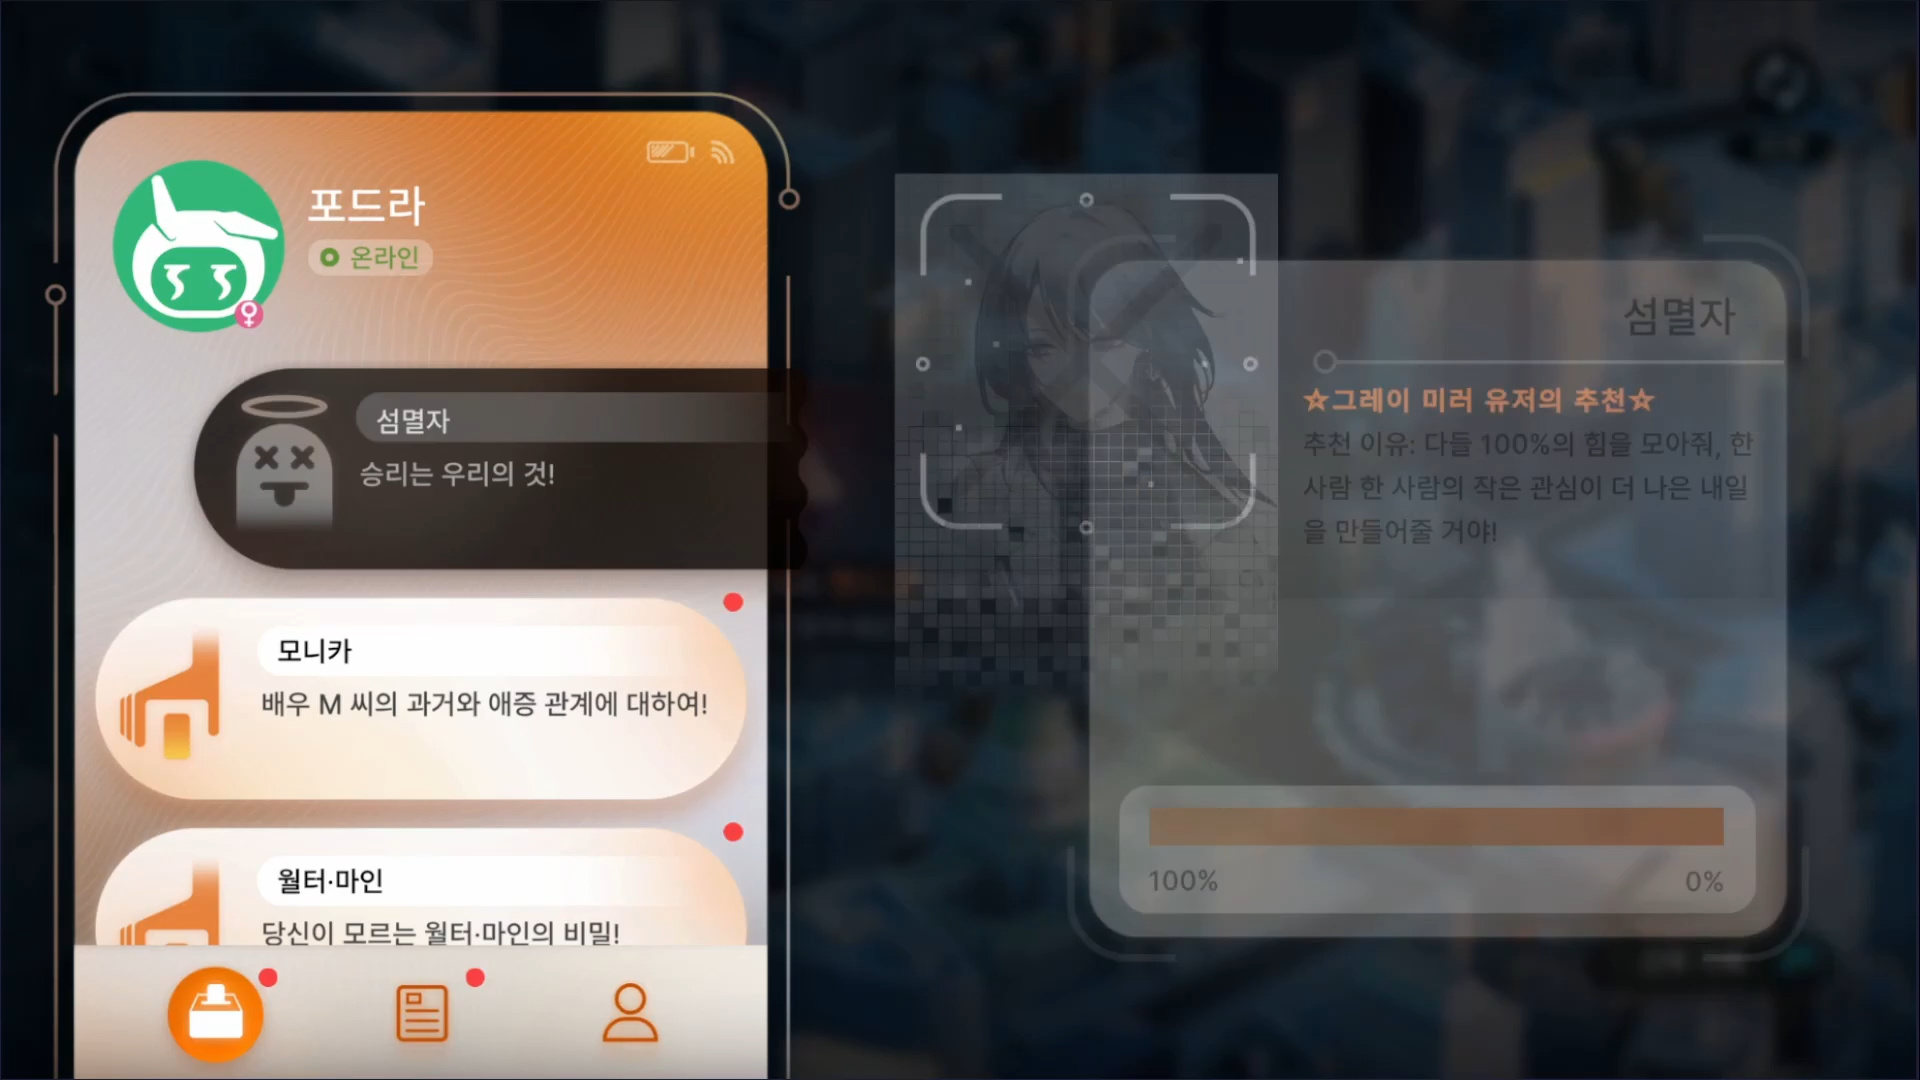 포드라
온라인
섬멸자
승리는 우리의 것!
모니카
배우 M 씨의 과거와 애증 관계에 대하여!
월터·마인
당신이 모르는 월터·마인의 비밀!
섬멸자
☆그레이 미러 유저의 추천☆
추천 이유: 다들 100%의 힘을 모아줘, 한
사람 한 사람의 작은 관심이 더 나은 내일
을 만들어줄 거야!
100%
0%